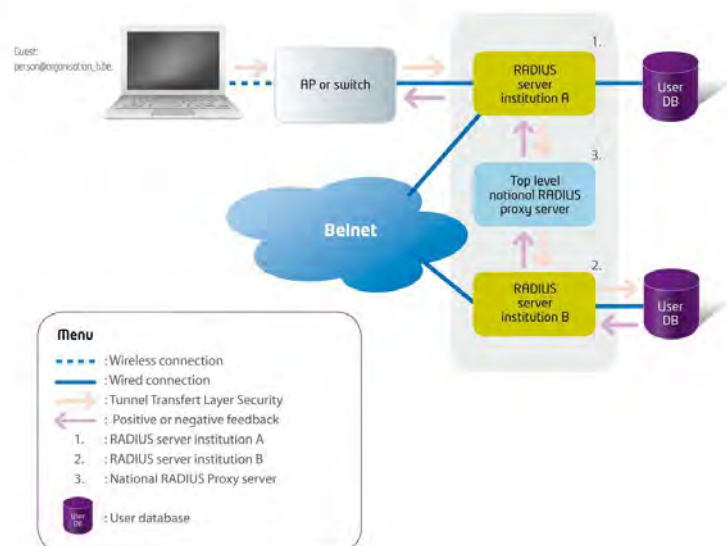 Guest:
person@organisation_b.be
AP or switch
1.
RADIUS
server
institution A
User
DB
3.
Top level
national RADIUS
proxy server
Belnet
2.
RADIUS
server
institution B
User
DB
Menu
: Wireless connection
: Wired connection
: Tunnel Transfert Layer Security
: Positive or negative feedback
1. : RADIUS server institution A
2. : RADIUS server institution B
3. : National RADIUS Proxy server
User
DB
: User database